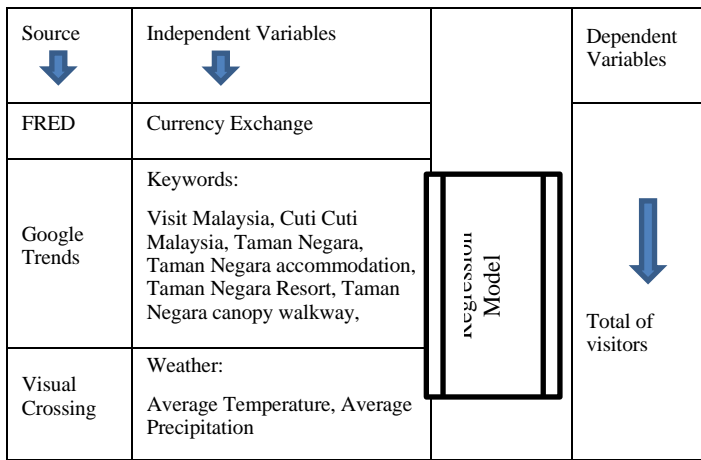 Source
Independent Variables
Dependent
Variables
FRED
Currency Exchange
Google
Trends
Keywords:
Visit Malaysia, Cuti Cuti
Malaysia, Taman Negara,
Taman Negara accommodation,
Taman Negara Resort, Taman
Negara canopy walkway,
Regression
Model
Total of
visitors
Visual
Crossing
Weather:
Average Temperature, Average
Precipitation